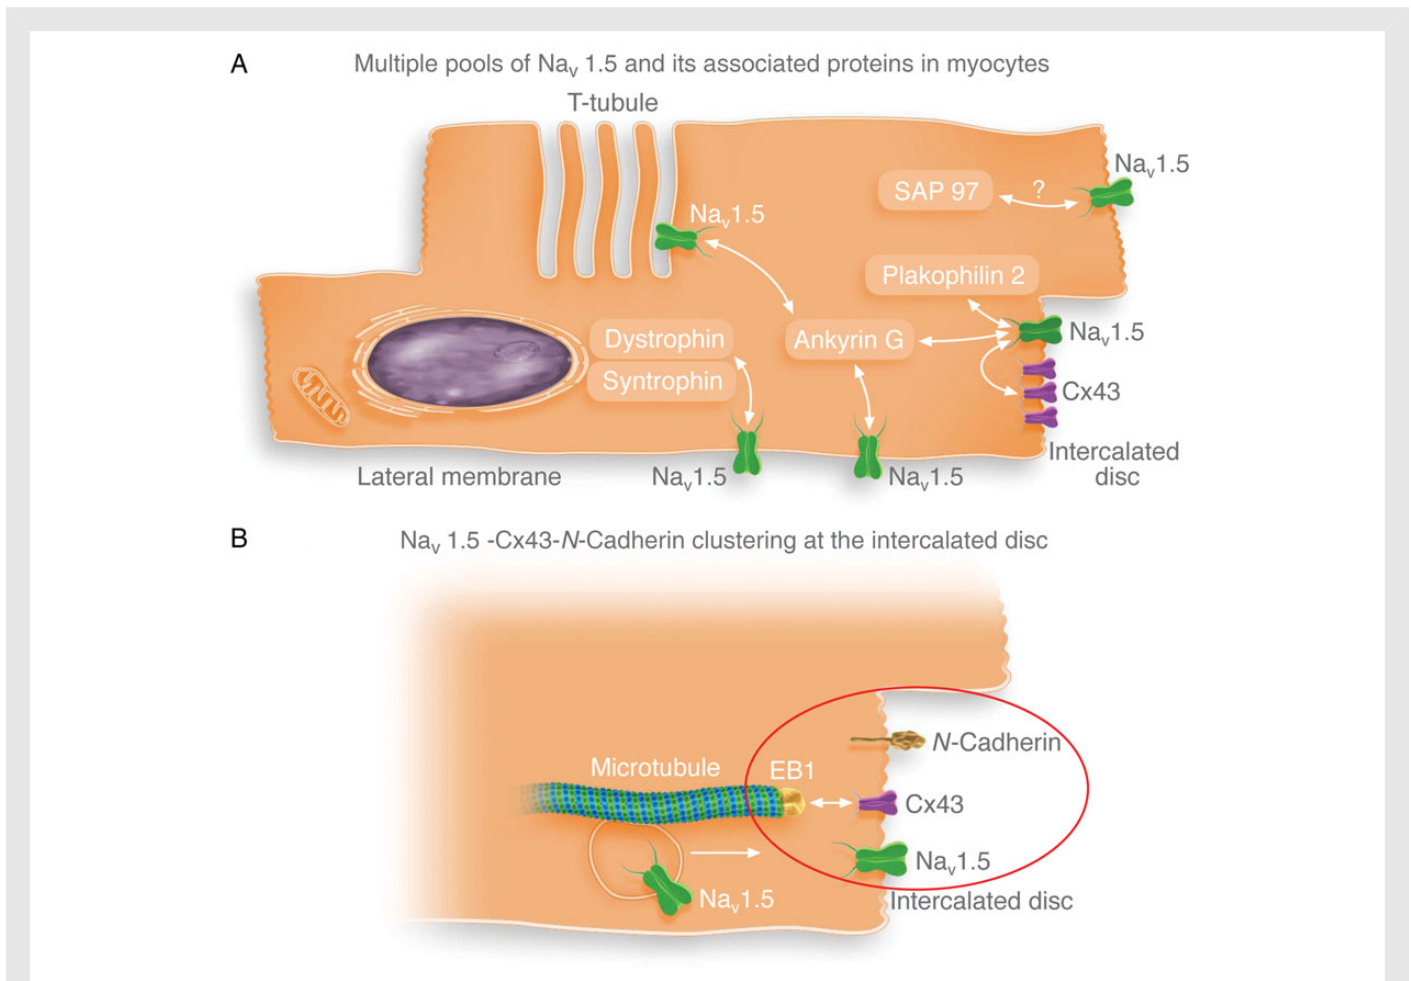 A
Multiple pools of Nav 1.5 and its associated proteins in myocytes
T-tubule
Nav1.5
SAP 97
?
Nav1.5
Plakophilin 2
Dystrophin
Ankyrin G
Nav1.5
Syntrophin
Cx43
Lateral membrane
Nav1.5
Nav1.5
Intercalated
disc
B
Nav 1.5 -Cx43-N-Cadherin clustering at the intercalated disc
N-Cadherin
Microtubule
EB1
Cx43
Nav1.5
Nav1.5
Intercalated disc